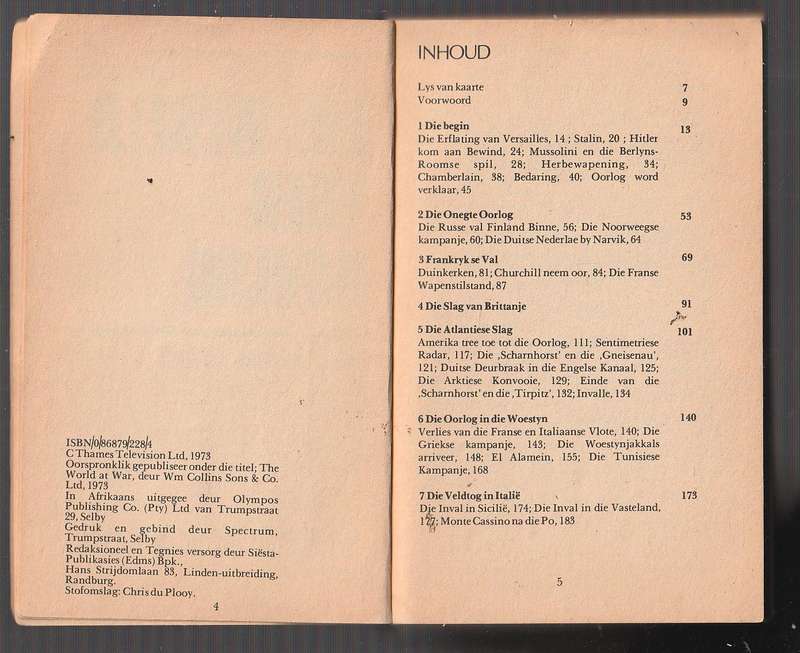 ISBN/0/86879/228/4
C Thames Television Ltd, 1973
Oorspronklik gepubliseer onder die titel; The
World at War, deur Wm Collins Sons & Co.
Ltd, 1973
In Afrikaans uitgegee deur Olympos
Publishing Co. (Pty) Ltd van Trumpstraat
29, Selby
Gedruk en gebind deur Spectrum,
Trumpstraat, Selby
Redaksioneel en Tegnies versorg deur Siësta-
Publikasies (Edms) Bpk.,
Hans Strijdomlaan 83, Linden-uitbreiding,
Randburg.
Stofomslag: Chris du Plooy.
4
INHOUD
Lys van kaarte 7
Voorwoord 9
1 Die begin 13
Die Erflating van Versailles, 14 ; Stalin, 20 ; Hitler
kom aan Bewind, 24; Mussolini en die Berlyns-
Roomse spil, 28; Herbewapening, 34;
Chamberlain, 38; Bedaring, 40; Oorlog word
verklaar, 45
2 Die Onegte Oorlog 53
Die Russe val Finland Binne, 56; Die Noorweegse
kampanje, 60; Die Duitse Nederlae by Narvik, 64
3 Frankryk se Val 69
Duinkerken, 81; Churchill neem oor, 84; Die Franse
Wapenstilstand, 87
4 Die Slag van Brittanje 91
5 Die Atlantiese Slag 101
Amerika tree toe tot die Oorlog, 111; Sentimetriese
Radar, 117; Die ‚Scharnhorst' en die ‚Gneisenau',
121; Duitse Deurbraak in die Engelse Kanaal, 125;
Die Arktiese Konvooie, 129; Einde van die
‚Scharnhorst' en die ‚Tirpitz', 132; Invalle, 134
6 Die Oorlog in die Woestyn 140
Verlies van die Franse en Italiaanse Vlote, 140; Die
Griekse kampanje, 143; Die Woestynjakkals
arriveer, 148; El Alamein, 155; Die Tunisiese
Kampanje, 168
7 Die Veldtog in Italië 173
Die Inval in Sicilië, 174; Die Inval in die Vasteland,
177; Monte Cassino na die Po, 183
5